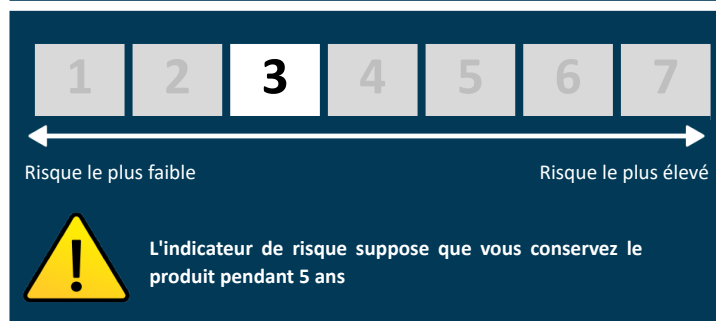 1 2 3 4 5 6 7
Risque le plus faible Risque le plus élevé
L'indicateur de risque suppose que vous conservez le
produit pendant 5 ans